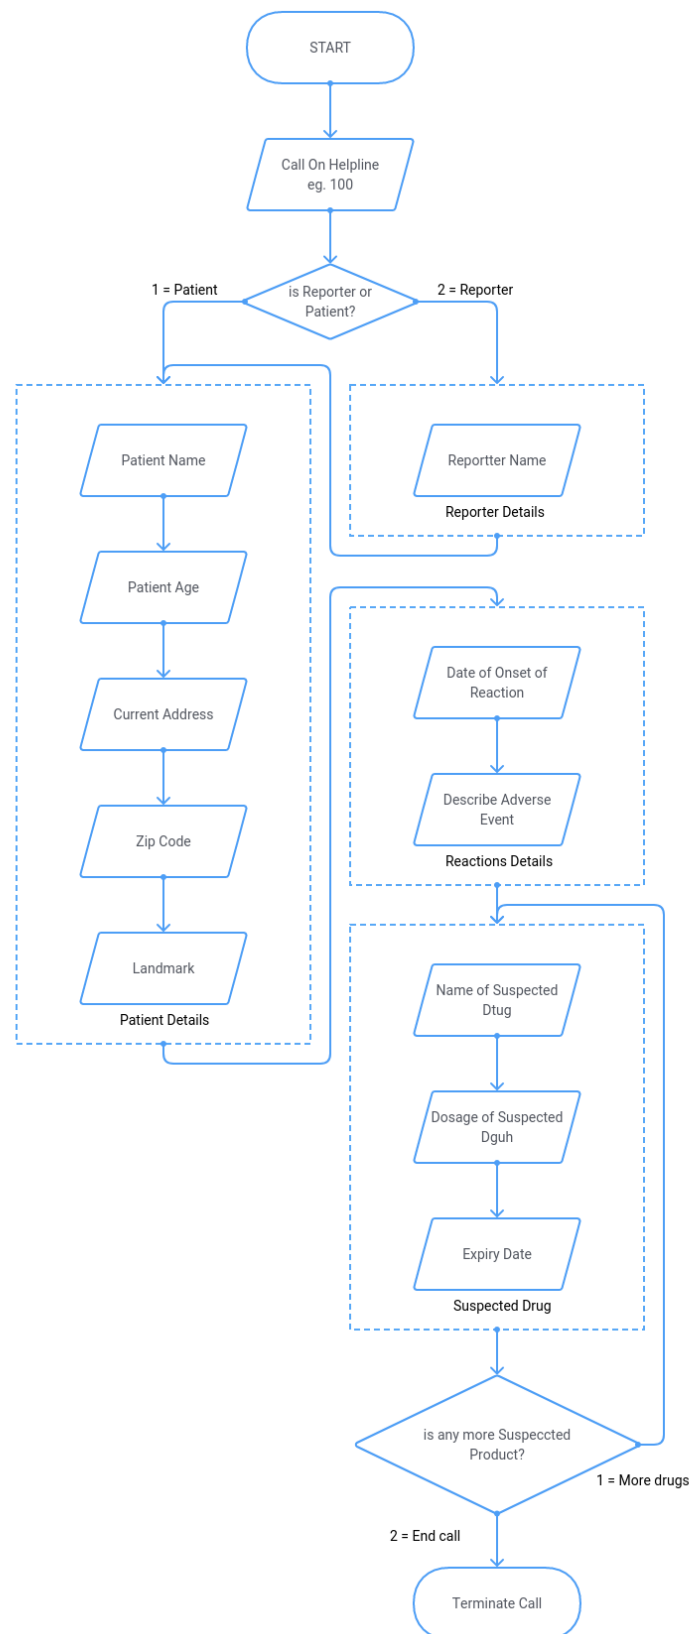 START
Call On Helpline
eg. 100
is Reporter or
Patient?
1 = Patient
2 = Reporter
Patient Name
Patient Age
Current Address
Zip Code
Landmark
Patient Details
Reportter Name
Reporter Details
Date of Onset of
Reaction
Describe Adverse
Event
Reactions Details
Name of Suspected
Dtug
Dosage of Suspected
Dguh
Expiry Date
Suspected Drug
is any more Suspeccted
Product?
1 = More drugs
2 = End call
Terminate Call